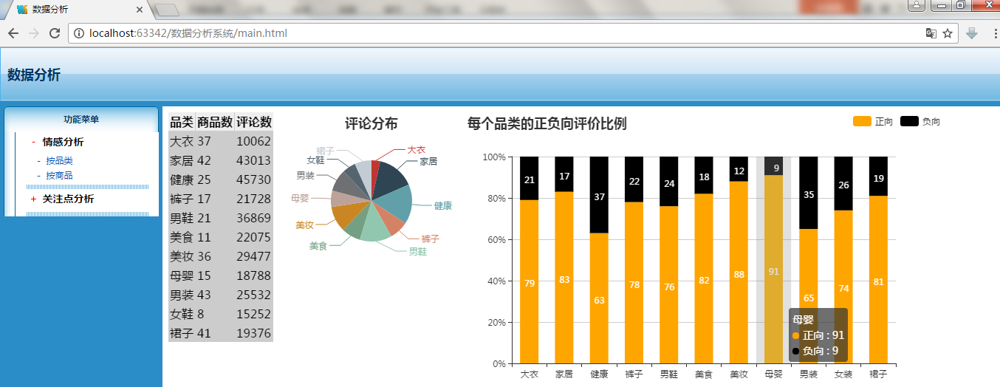 数据分析
localhost:63342/数据分析系统/main.html
数据分析
功能菜单
- 情感分析
- 按品类
- 按商品
+ 关注点分析
品类 商品数 评论数
大衣 37 10062
家居 42 43013
健康 25 45730
裤子 17 21728
男鞋 21 36869
美食 11 22075
美妆 36 29477
母婴 15 18788
男装 43 25532
女鞋 8 15252
裙子 41 19376
评论分布
裙子 大衣
女鞋 家居
男装
母婴 健康
美妆
裤子
美食 男鞋
每个品类的正负向评价比例
正向 负向
100%
21 17 37 22 24 18 12 9 35 26 19
80%
60%
40%
79 83 63 78 76 82 88 91 65 74 81
20%
0%
母婴
正向 : 91
负向 : 9
大衣 家居 健康 裤子 男鞋 美食 美妆 母婴 男装 女装 裙子